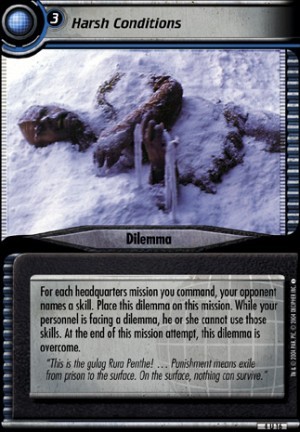 3
Harsh Conditions
Dilemma
For each headquarters mission you command, your opponent
names a skill. Place this dilemma on this mission. While your
personnel is facing a dilemma, he or she cannot use those
skills. At the end of this mission attempt, this dilemma is
overcome.
"This is the gulag Rura Penthe! … Punishment means exile
from prison to the surface. On the surface, nothing can survive."
4 U 16